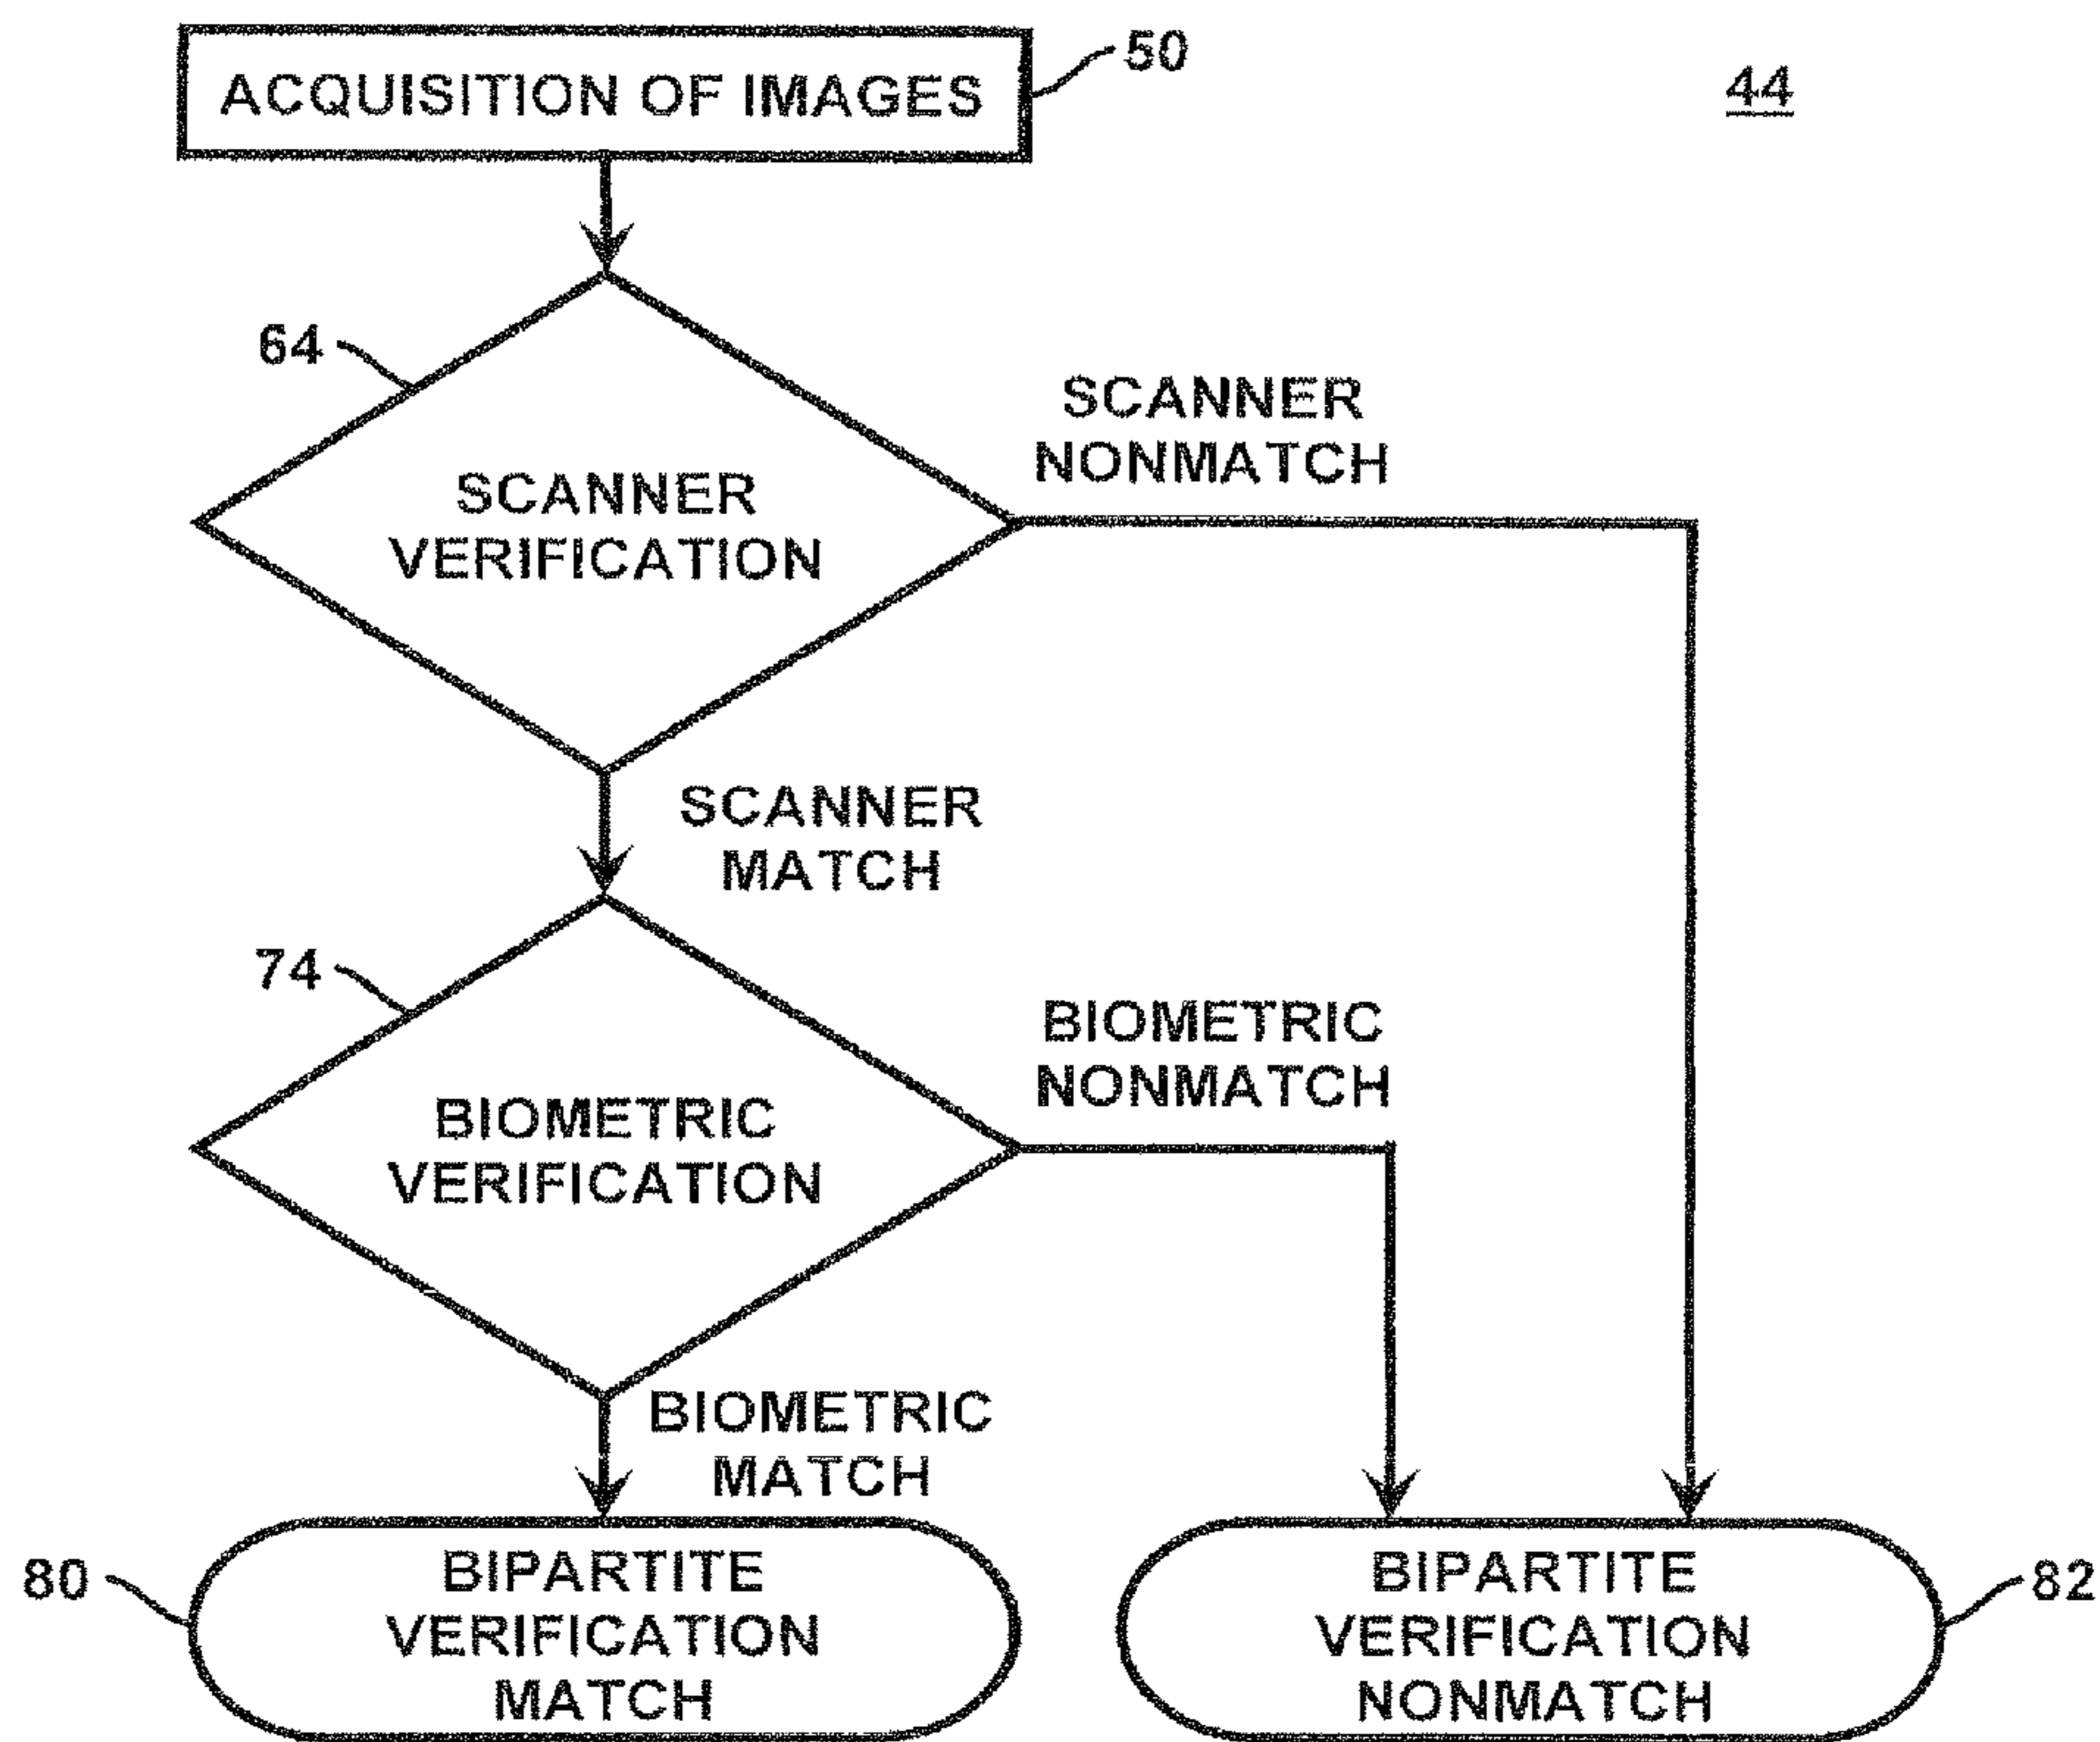 ACQUISITION OF IMAGES
50
44
64
SCANNER
VERIFICATION
SCANNER
NONMATCH
SCANNER
MATCH
74
BIOMETRIC
VERIFICATION
BIOMETRIC
NONMATCH
BIOMETRIC
MATCH
80
BIPARTITE
VERIFICATION
MATCH
BIPARTITE
VERIFICATION
NONMATCH
82